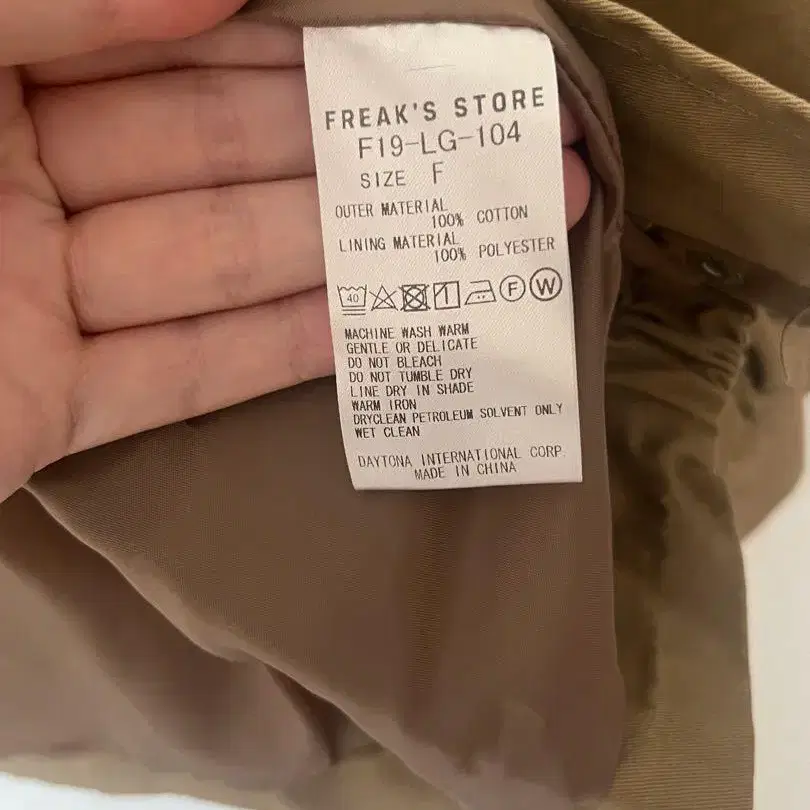 FREAK'S STORE
F19-LG-104
SIZE F
OUTER MATERIAL
100% COTTON
LINING MATERIAL
100% POLYESTER
40 F W
MACHINE WASH WARM
GENTLE OR DELICATE
DO NOT BLEACH
DO NOT TUMBLE DRY
LINE DRY IN SHADE
WARM IRON
DRYCLEAN PETROLEUM SOLVENT ONLY
WET CLEAN
DAYTONA INTERNATIONAL CORP.
MADE IN CHINA